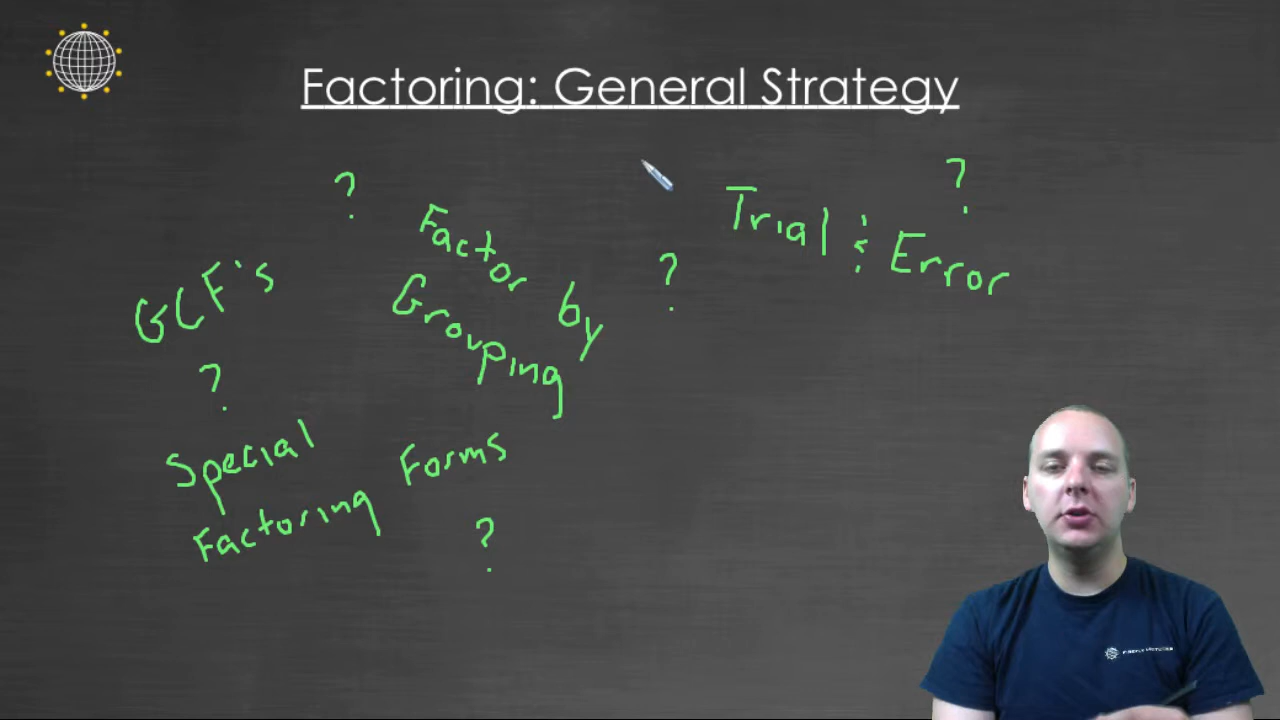 Factoring: General Strategy
?
?
Trial & Error
Factor by
Grouping
?
GCF's
?
Special
Factoring Forms
?